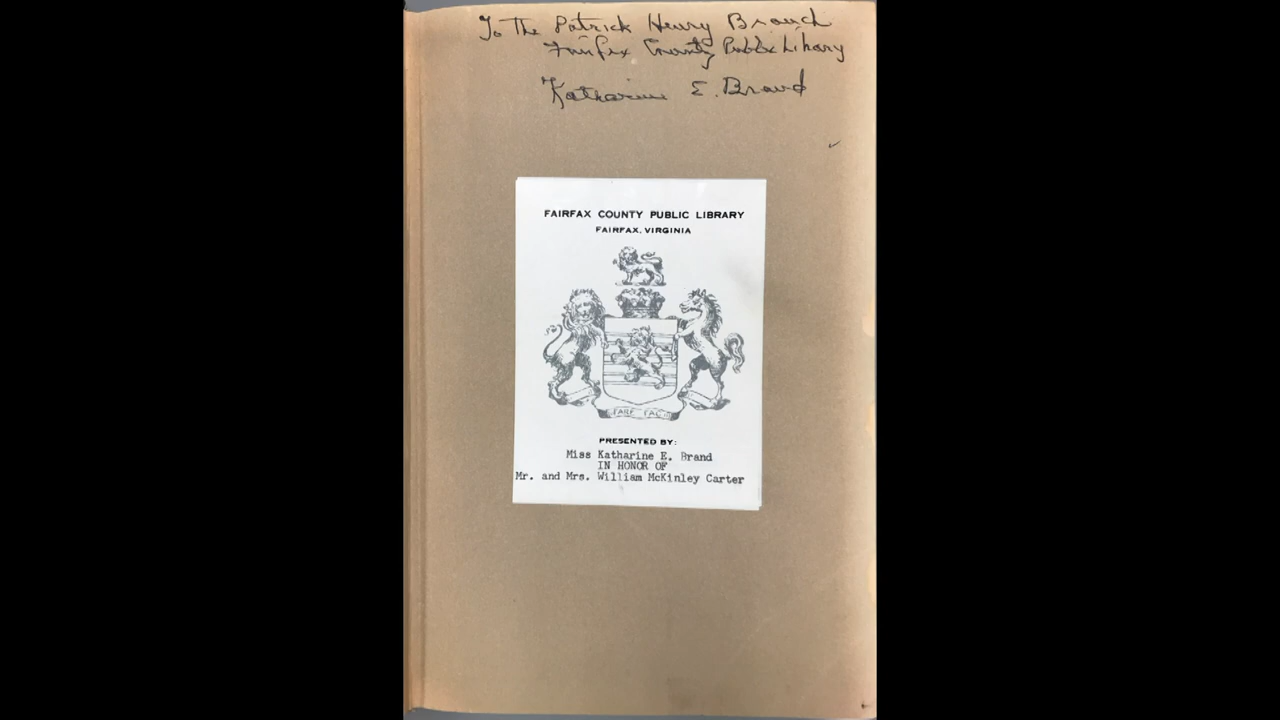 To The Patrick Henry Branch
Fairfax County Public Library
Katharine E. Brand
FAIRFAX COUNTY PUBLIC LIBRARY
FAIRFAX, VIRGINIA
FARE FAC
PRESENTED BY:
Miss Katharine E. Brand
IN HONOR OF
Mr. and Mrs. William McKinley Carter